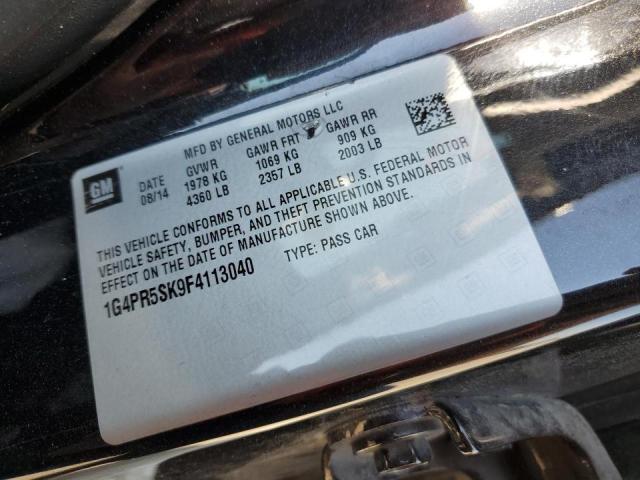 MFD BY GENERAL MOTORS LLC
GM
DATE GVWR GAWR FRT GAWR RR
08/14 1978 KG 1069 KG 909 KG
4360 LB 2357 LB 2003 LB
THIS VEHICLE CONFORMS TO ALL APPLICABLE U.S. FEDERAL MOTOR
VEHICLE SAFETY, BUMPER, AND THEFT PREVENTION STANDARDS IN
EFFECT ON THE DATE OF MANUFACTURE SHOWN ABOVE.
1G4PR5SK9F4113040 TYPE: PASS CAR